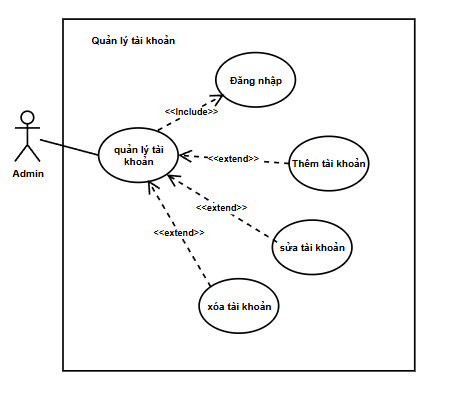 Quản lý tài khoản
Đăng nhập
<<Include>>
quản lý tài
khoản
<<extend>>
Thêm tài khoản
Admin
<<extend>>
<<extend>>
sửa tài khoản
xóa tài khoản